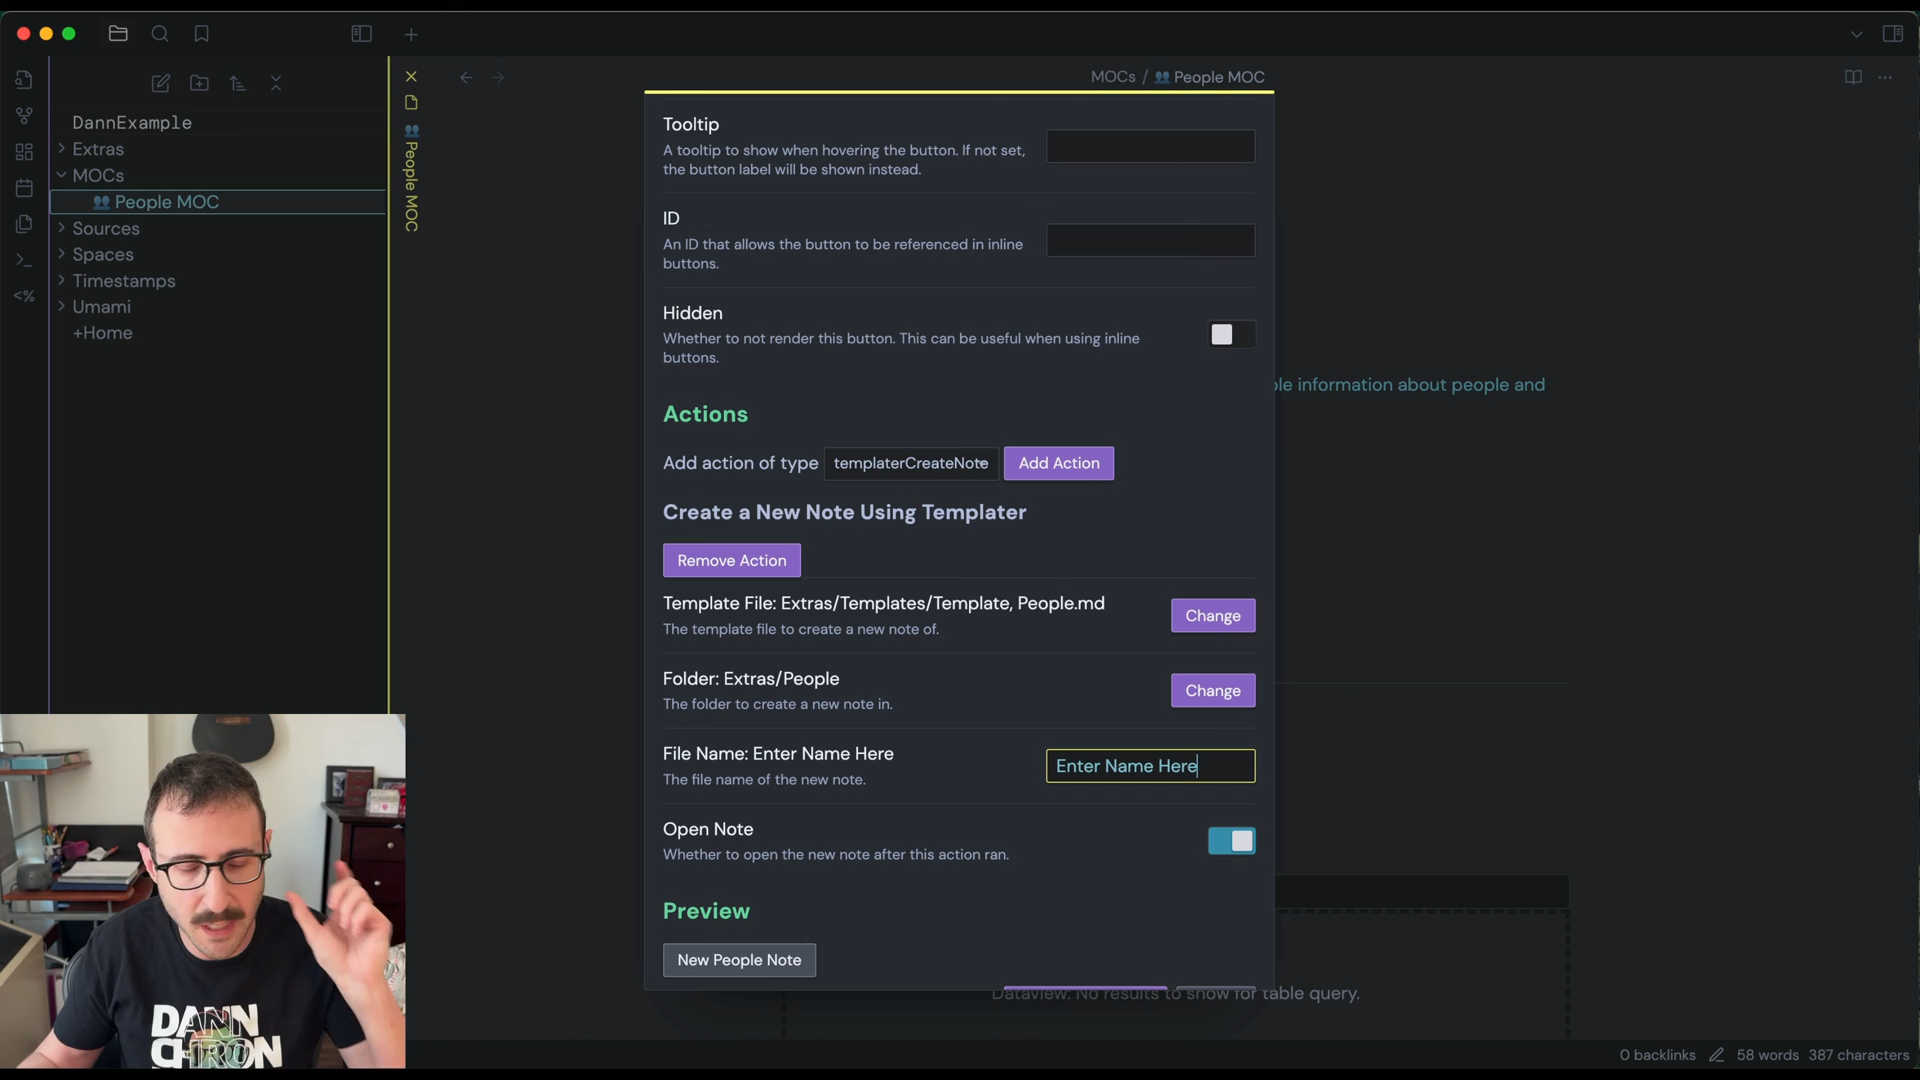 MOCs / People MOC
DannExample
Extras
MOCs
People MOC
Sources
Spaces
Timestamps
Umami
+Home
People MOC
Tooltip
A tooltip to show when hovering the button. If not set,
the button label will be shown instead.
ID
An ID that allows the button to be referenced in inline
buttons.
Hidden
Whether to not render this button. This can be useful when using inline
buttons.
information about people and
Actions
Add action of type templaterCreateNote Add Action
Create a New Note Using Templater
Remove Action
Template File: Extras/Templates/Template, People.md
The template file to create a new note of.
Change
Folder: Extras/People
The folder to create a new note in.
Change
File Name: Enter Name Here
The file name of the new note.
Enter Name Here
Open Note
Whether to open the new note after this action ran.
Preview
New People Note
Dataview: No results to show for table query.
0 backlinks 58 words 387 characters
DANN
CHRON